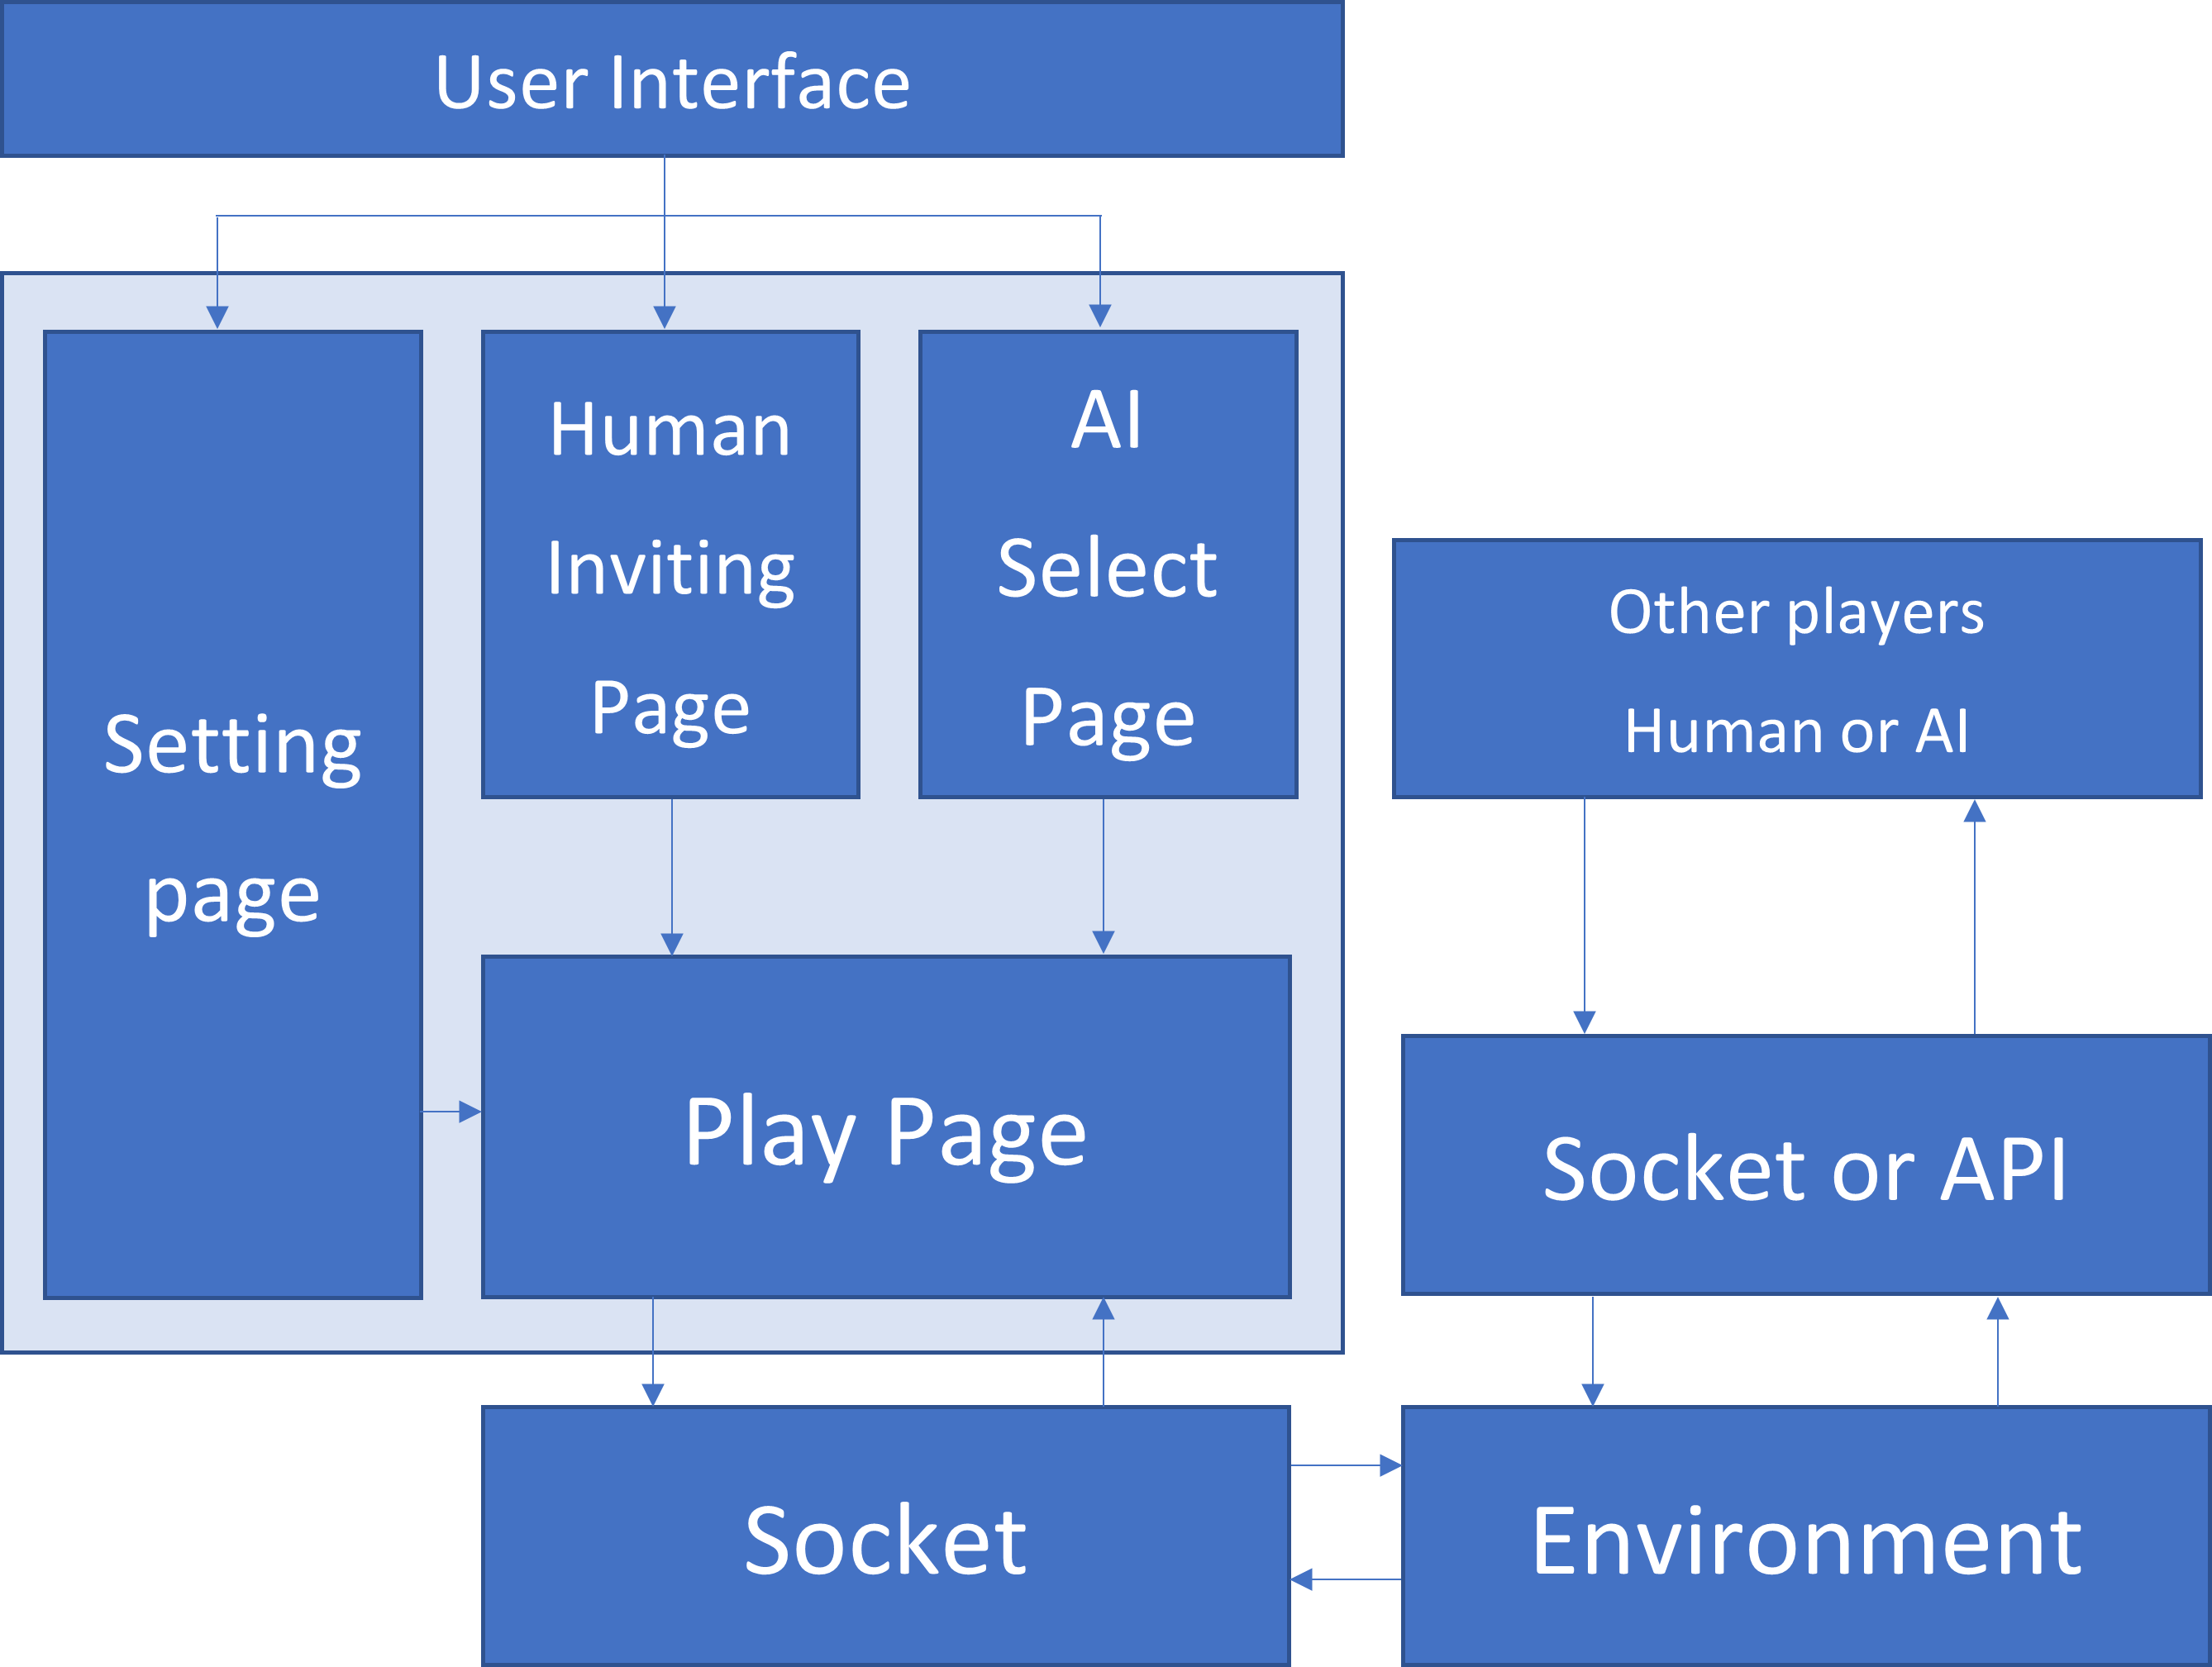 User Interface
Setting
page
Human
Inviting
Page
AI
Select
Page
Other players
Human or AI
Play Page
Socket or API
Socket
Environment